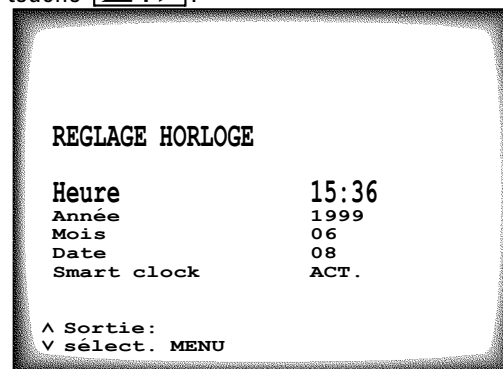 REGLAGE HORLOGE
Heure 15:36
Année 1999
Mois 06
Date 08
Smart clock ACT.
∧ Sortie:
∨ sélect. MENU